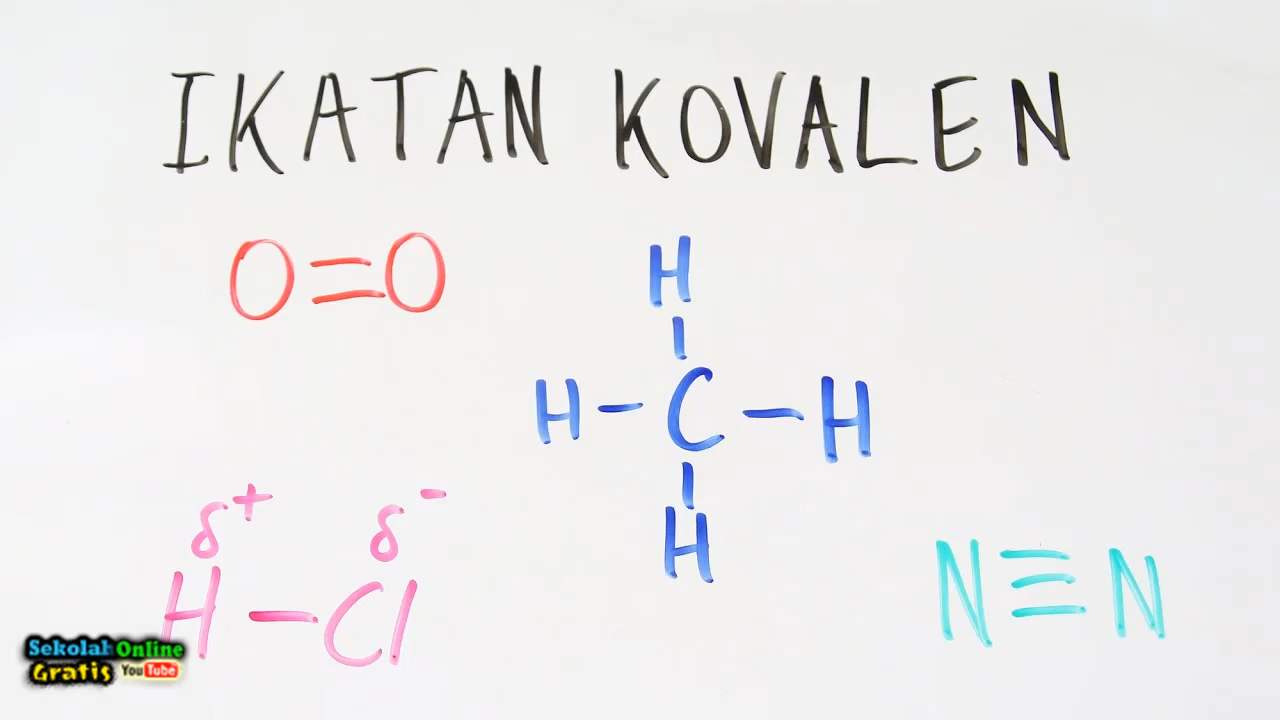 IKATAN KOVALEN
O=O
H
H-C-H
H
δ+ δ-
H-Cl
N≡N
Sekolah Online
Gratis YouTube